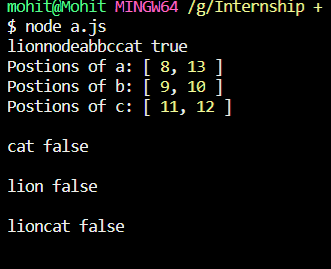 mohit@Mohit MINGW64 /g/Internship +
$ node a.js
lionnodeabbccat true
Postions of a: [ 8, 13 ]
Postions of b: [ 9, 10 ]
Postions of c: [ 11, 12 ]
cat false
lion false
lioncat false